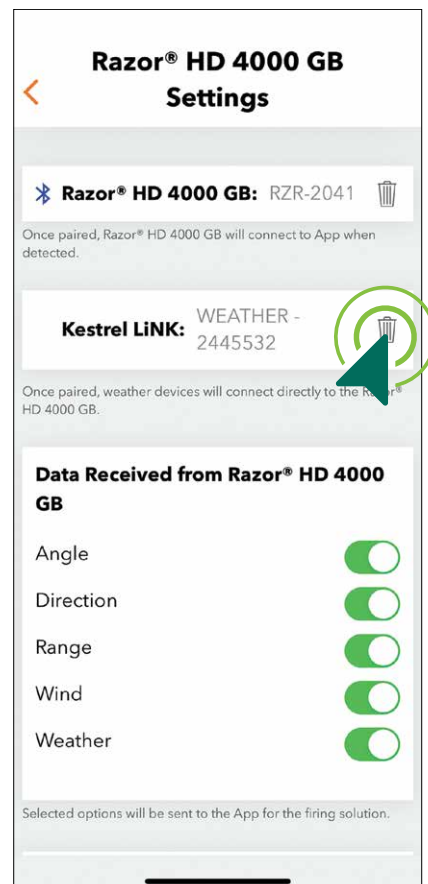 Razor® HD 4000 GB
Settings
Razor® HD 4000 GB: RZR-2041
Once paired, Razor® HD 4000 GB will connect to App when
detected.
Kestrel LiNK: WEATHER -
2445532
Once paired, weather devices will connect directly to the Razor®
HD 4000 GB.
Data Received from Razor® HD 4000
GB
Angle
Direction
Range
Wind
Weather
Selected options will be sent to the App for the firing solution.